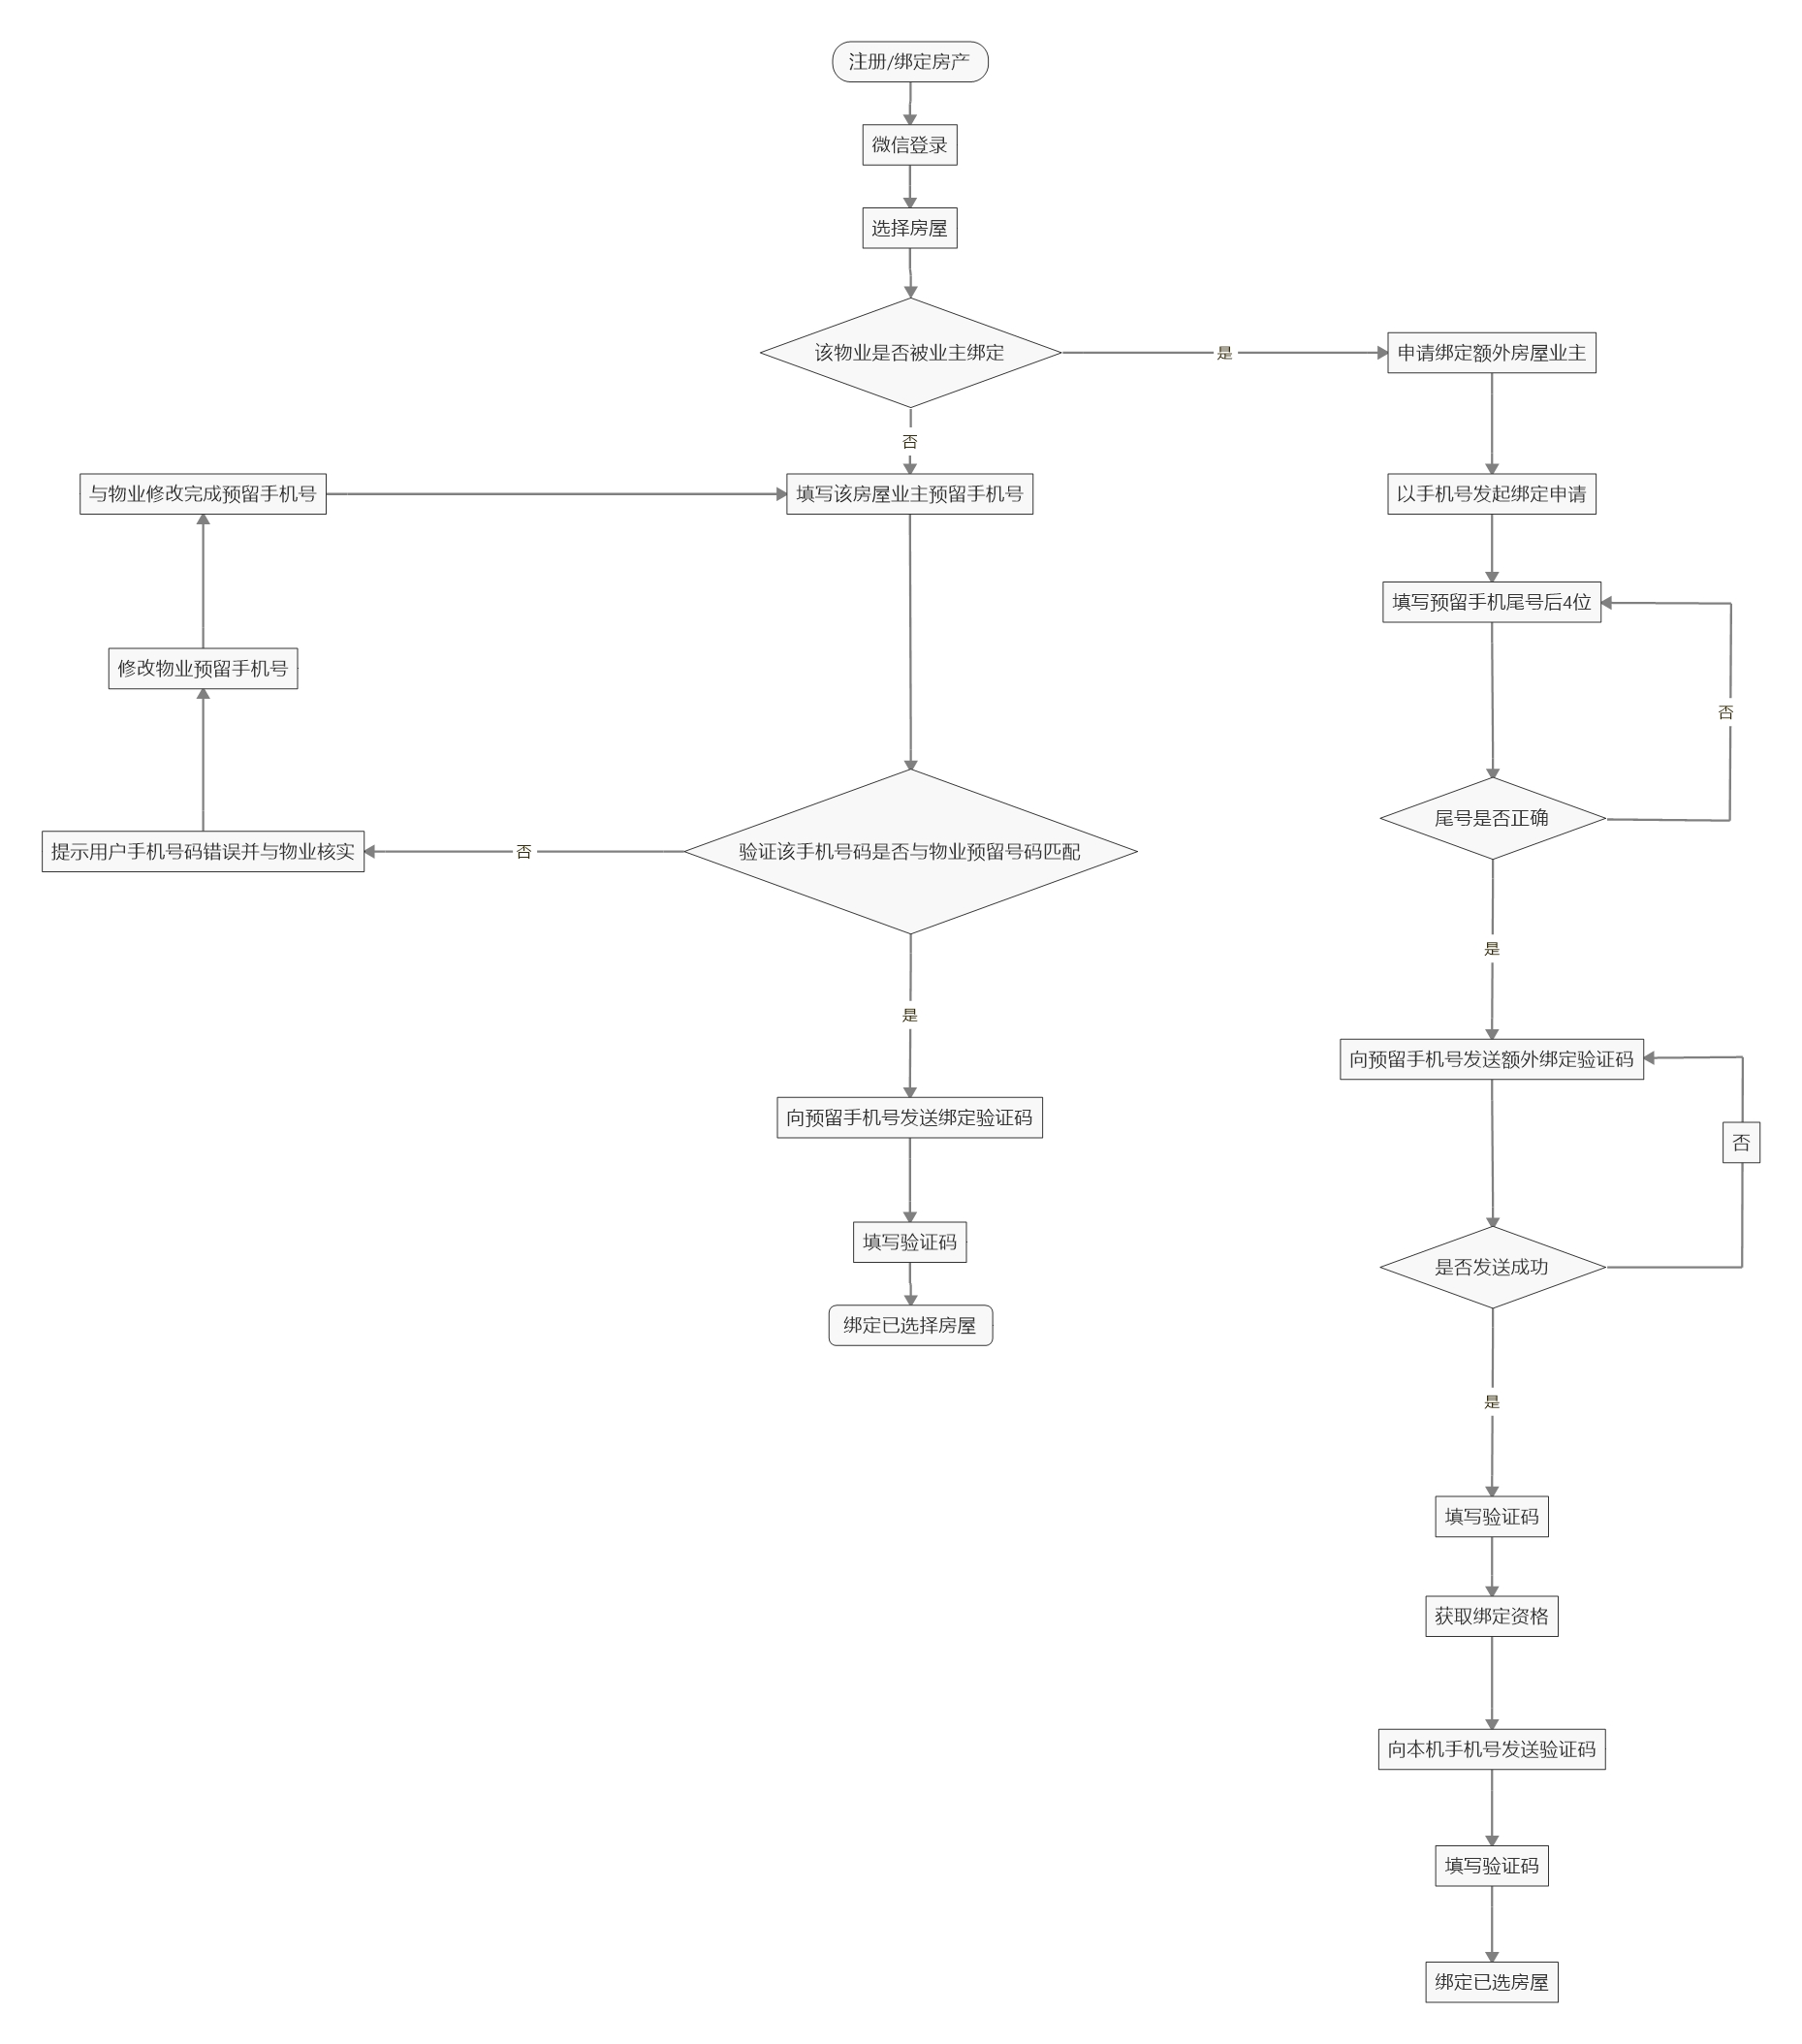 注册/绑定房产
微信登录
选择房屋
该物业是否被业主绑定
是
申请绑定额外房屋业主
否
与物业修改完成预留手机号
填写该房屋业主预留手机号
以手机号发起绑定申请
填写预留手机尾号后4位
修改物业预留手机号
否
尾号是否正确
提示用户手机号码错误并与物业核实
否
验证该手机号码是否与物业预留号码匹配
是
是
向预留手机号发送额外绑定验证码
向预留手机号发送绑定验证码
否
填写验证码
是否发送成功
绑定已选择房屋
是
填写验证码
获取绑定资格
向本机手机号发送验证码
填写验证码
绑定已选房屋